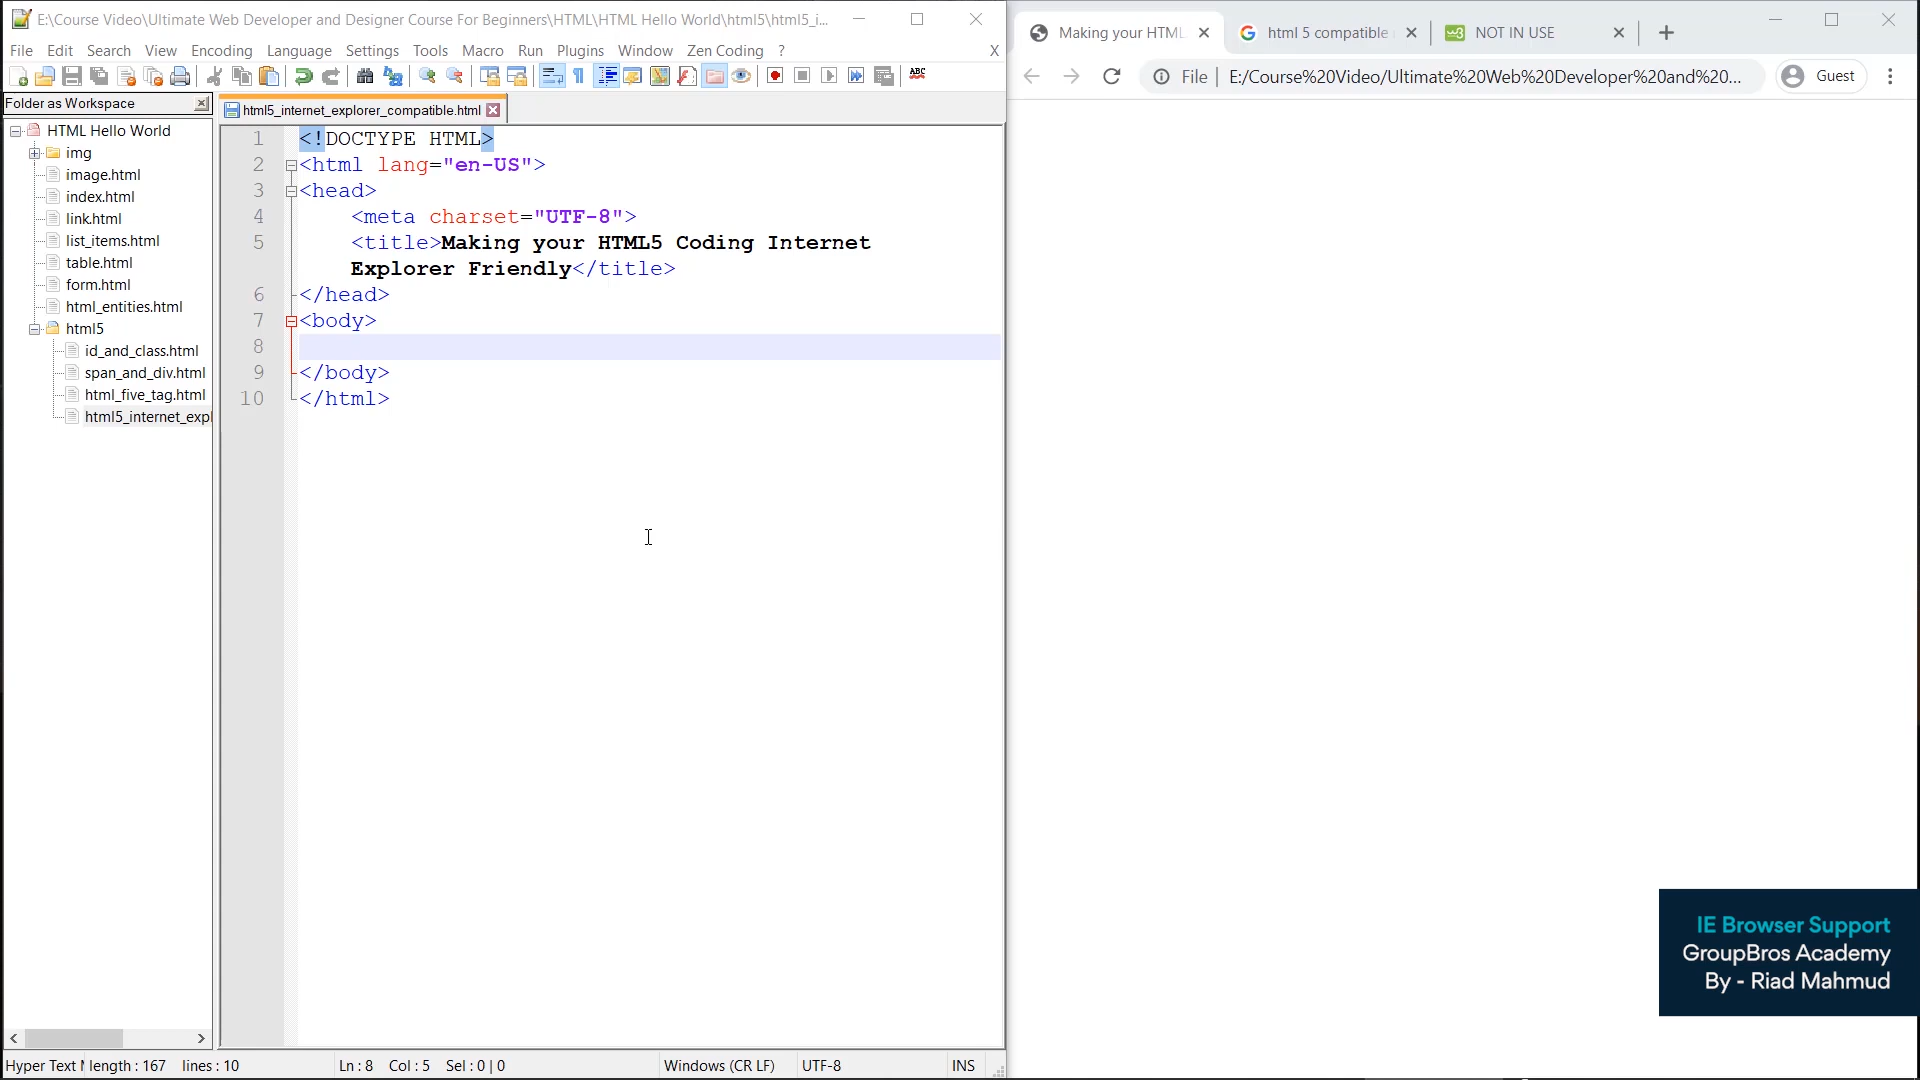 E:\Course Video\Ultimate Web Developer and Designer Course For Beginners\HTML\HTML Hello World\html5\html5_i...
File Edit Search View Encoding Language Settings Tools Macro Run Plugins Window Zen Coding ? X
ABC
Folder as Workspace
HTML Hello World
img
image.html
index.html
link.html
list_items.html
table.html
form.html
html_entities.html
html5
id_and_class.html
span_and_div.html
html_five_tag.html
html5_internet_expl
html5_internet_explorer_compatible.html
1 <!DOCTYPE HTML>
2 <html lang="en-US">
3 <head>
4 <meta charset="UTF-8">
5 <title>Making your HTML5 Coding Internet
Explorer Friendly</title>
6 </head>
7 <body>
8
9 </body>
10 </html>
Hyper Text M length : 167 lines : 10 Ln : 8 Col : 5 Sel : 0 | 0 Windows (CR LF) UTF-8 INS
Making your HTML
html 5 compatible
w3 NOT IN USE
File E:/Course%20Video/Ultimate%20Web%20Developer%20and%20...
Guest
IE Browser Support
GroupBros Academy
By - Riad Mahmud